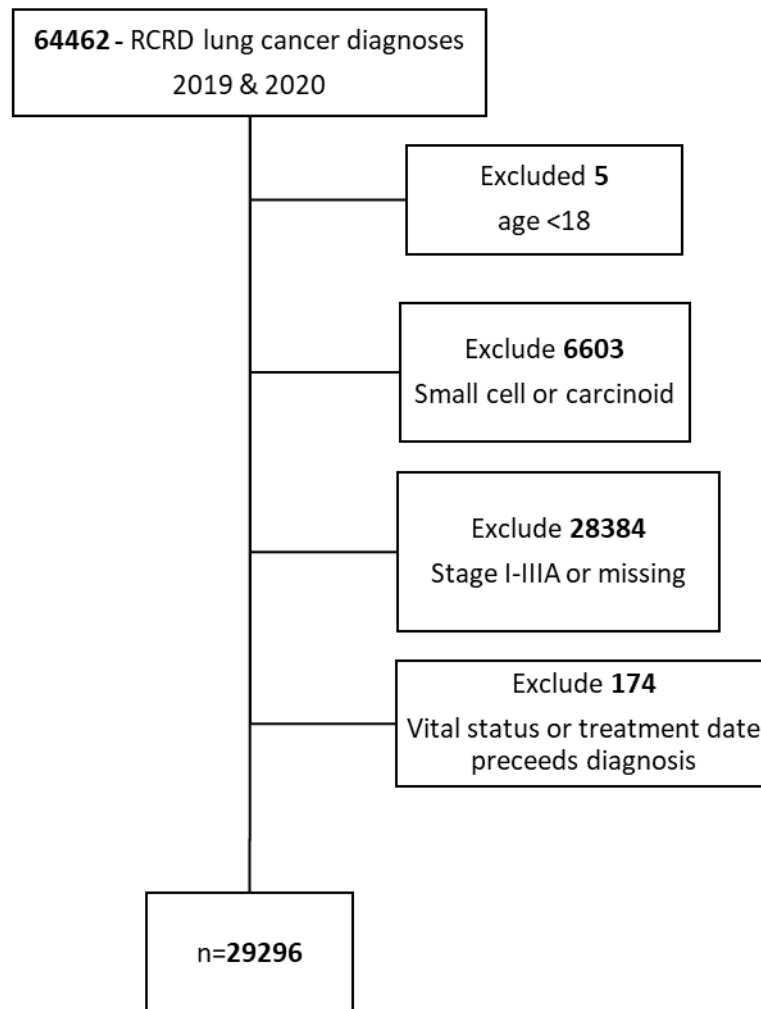 64462 - RCRD lung cancer diagnoses
2019 & 2020
Excluded 5
age <18
Exclude 6603
Small cell or carcinoid
Exclude 28384
Stage I-IIIA or missing
Exclude 174
Vital status or treatment date
preceeds diagnosis
n=29296